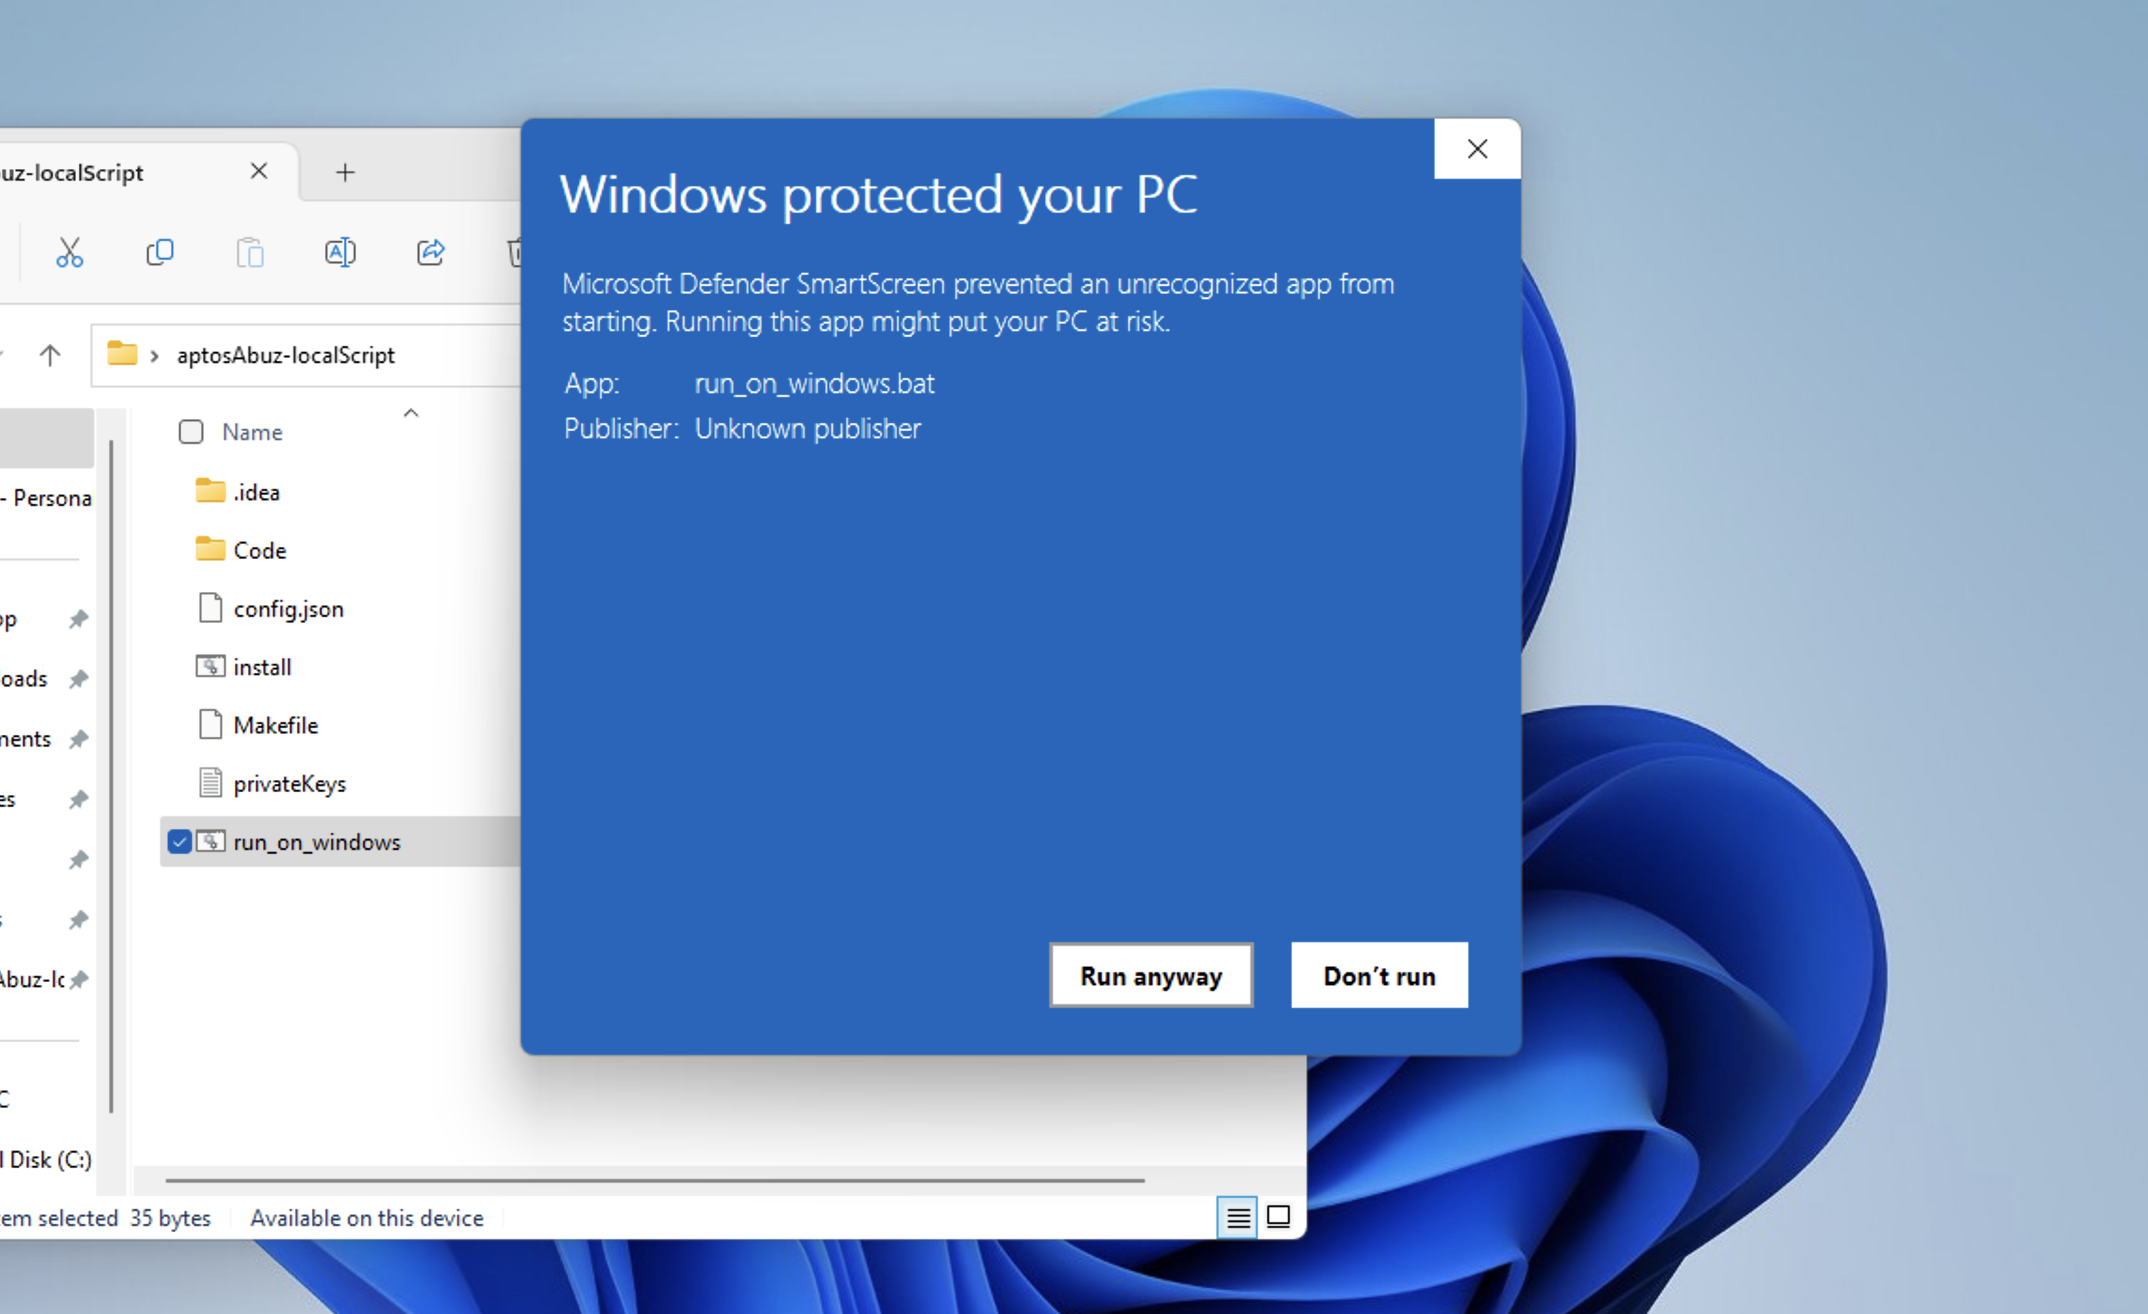 uz-localScript
aptosAbuz-localScript
Name
- Persona
.idea
Code
config.json
install
oads
Makefile
ments
privateKeys
es
run_on_windows
Abuz-lc
l Disk (C:)
em selected 35 bytes
Available on this device
Windows protected your PC
Microsoft Defender SmartScreen prevented an unrecognized app from
starting. Running this app might put your PC at risk.
App: run_on_windows.bat
Publisher: Unknown publisher
Run anyway
Don't run